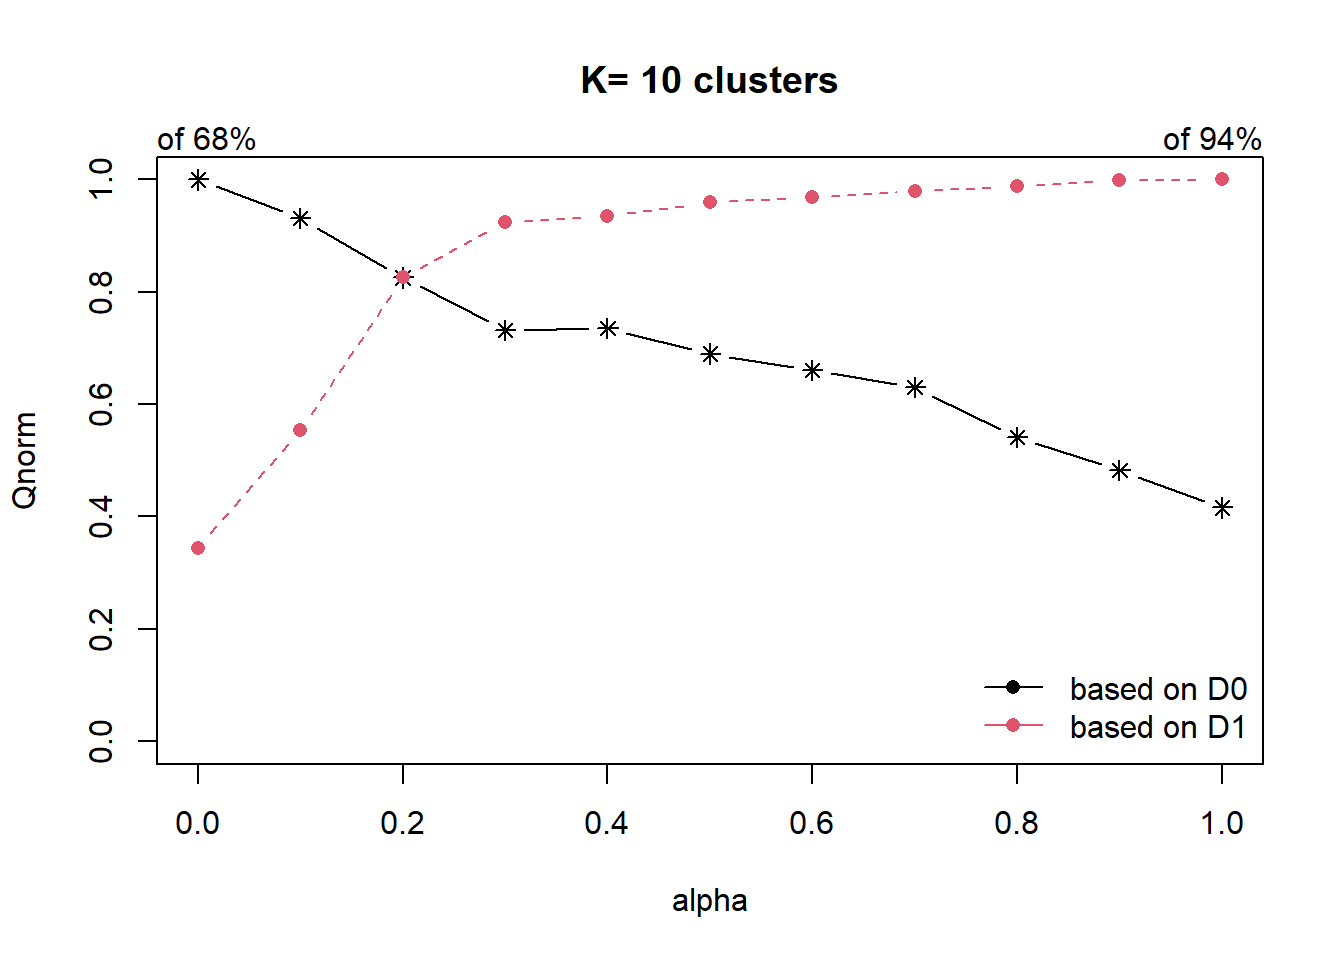 K= 10 clusters
of 68%
of 94%
1.0
0.8
0.6
0.4
0.2
0.0
Qnorm
based on D0
based on D1
0.0 0.2 0.4 0.6 0.8 1.0
alpha